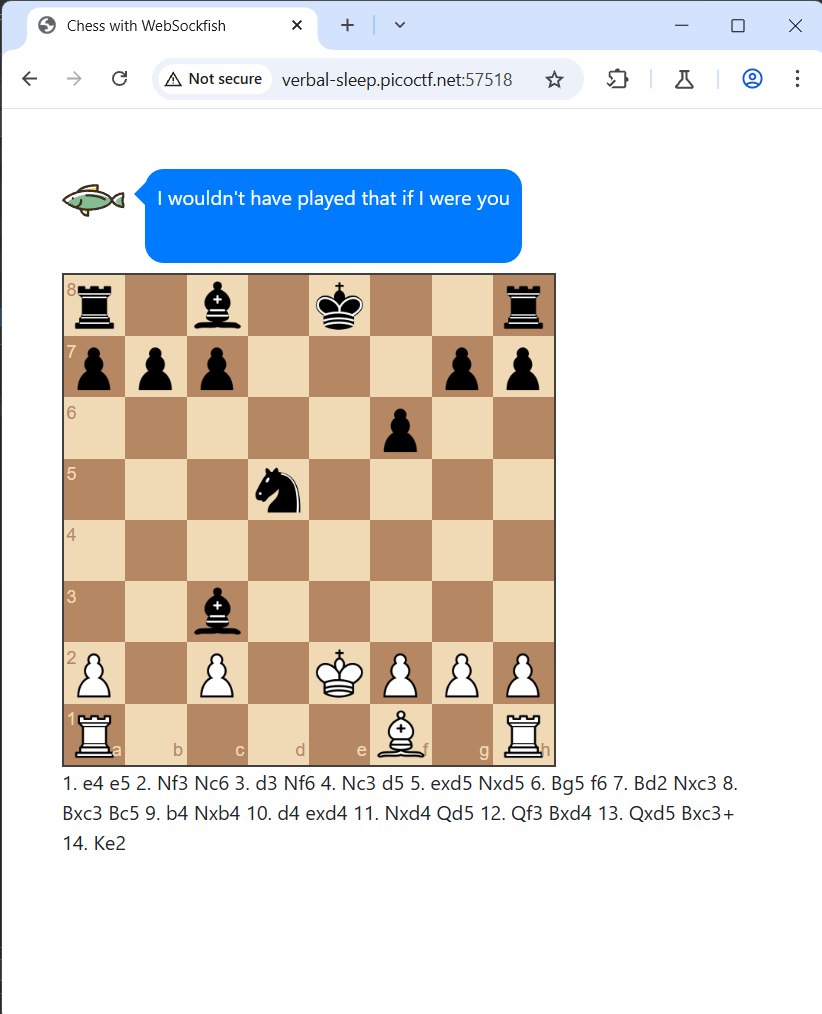 Chess with WebSockfish
Not secure
verbal-sleep.picoctf.net:57518
I wouldn't have played that if I were you
8
7
6
5
4
3
2
1
a b c d e f g h
1. e4 e5 2. Nf3 Nc6 3. d3 Nf6 4. Nc3 d5 5. exd5 Nxd5 6. Bg5 f6 7. Bd2 Nxc3 8.
Bxc3 Bc5 9. b4 Nxb4 10. d4 exd4 11. Nxd4 Qd5 12. Qf3 Bxd4 13. Qxd5 Bxc3+
14. Ke2